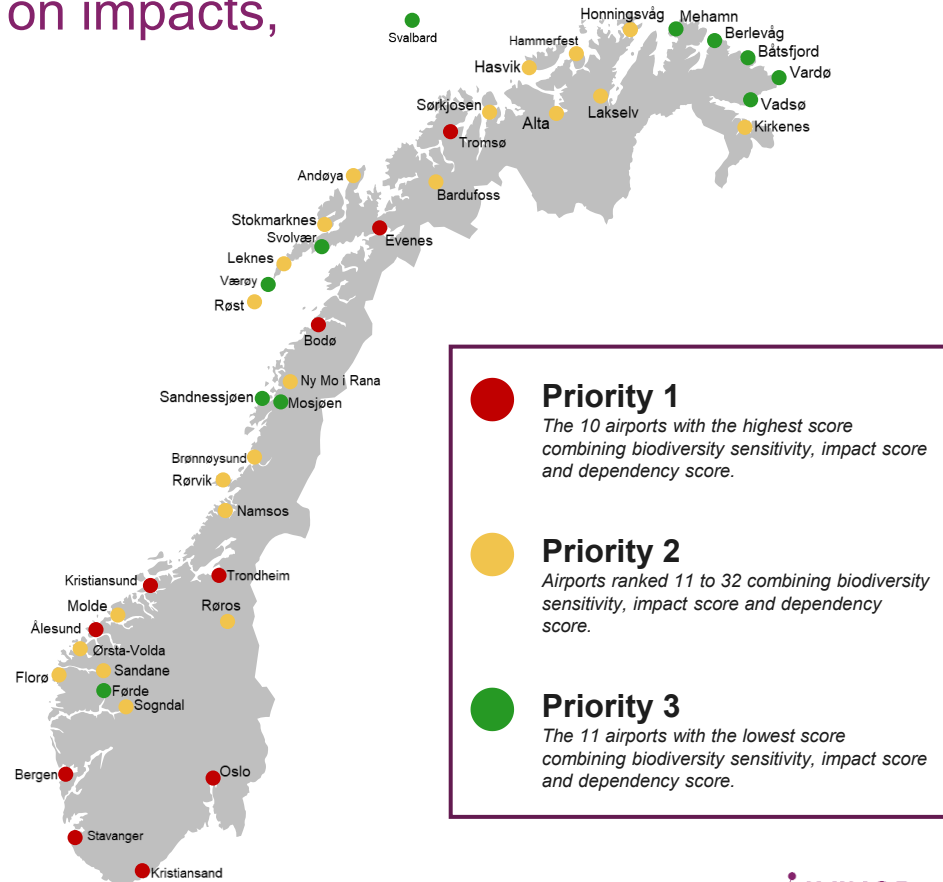 on impacts,
Svalbard
Honningsvåg
Mehamn
Berlevåg
Hammerfest
Båtsfjord
Hasvik
Vardø
Sørkjosen
Alta
Lakselv
Vadsø
Kirkenes
Tromsø
Andøya
Bardufoss
Stokmarknes
Svolvær
Evenes
Leknes
Værøy
Røst
Bodø
Ny Mo i Rana
Sandnessjøen
Mosjøen
Brønnøysund
Rørvik
Namsos
Kristiansund
Trondheim
Molde
Røros
Ålesund
Ørsta-Volda
Florø
Sandane
Førde
Sogndal
Bergen
Oslo
Stavanger
Kristiansand
Priority 1
The 10 airports with the highest score
combining biodiversity sensitivity, impact score
and dependency score.
Priority 2
Airports ranked 11 to 32 combining biodiversity
sensitivity, impact score and dependency
score.
Priority 3
The 11 airports with the lowest score
combining biodiversity sensitivity, impact score
and dependency score.